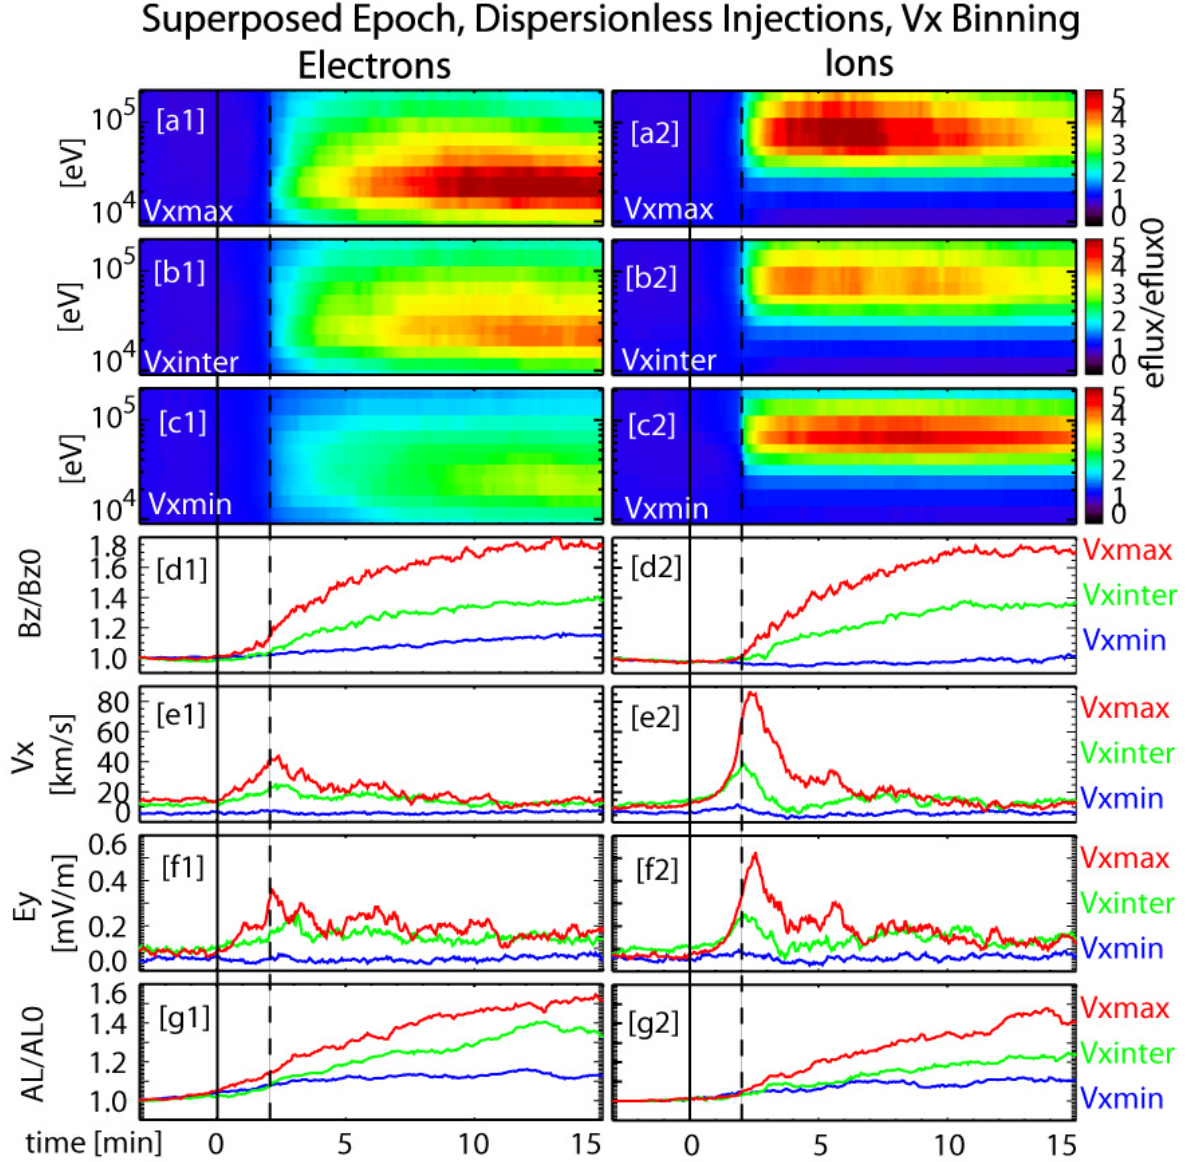 Superposed Epoch, Dispersionless Injections, Vx Binning
Electrons Ions
[eV] 10^5 10^4 [a1] Vxmax [a2] Vxmax 5 4 3 2 1 0
[eV] 10^5 10^4 [b1] Vxinter [b2] Vxinter 5 4 3 2 1 0
eflux/eflux0
[eV] 10^5 10^4 [c1] Vxmin [c2] Vxmin 5 4 3 2 1 0
Bz/Bz0 1.8 1.6 1.4 1.2 1.0 [d1] [d2] Vxmax Vxinter Vxmin
Vx [km/s] 80 60 40 20 0 [e1] [e2] Vxmax Vxinter Vxmin
Ey [mV/m] 0.6 0.4 0.2 0.0 [f1] [f2] Vxmax Vxinter Vxmin
AL/AL0 1.6 1.4 1.2 1.0 [g1] [g2] Vxmax Vxinter Vxmin
time [min] 0 5 10 15 0 5 10 15